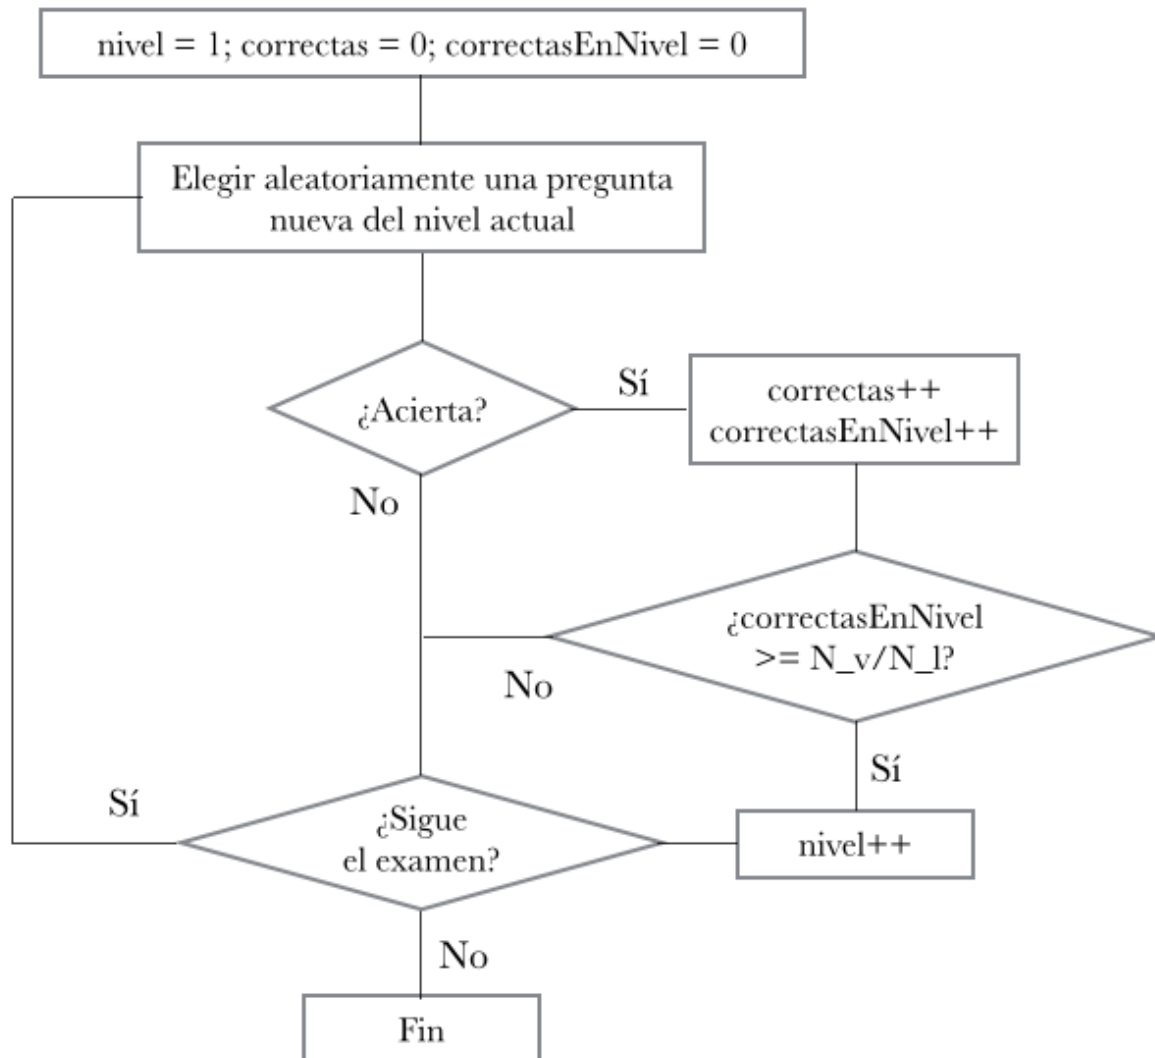 nivel = 1; correctas = 0; correctasEnNivel = 0
Elegir aleatoriamente una pregunta
nueva del nivel actual
¿Acierta?
Sí
correctas++
correctasEnNivel++
No
¿correctasEnNivel
>= N_v/N_l?
No
Sí
nivel++
Sí
¿Sigue
el examen?
No
Fin